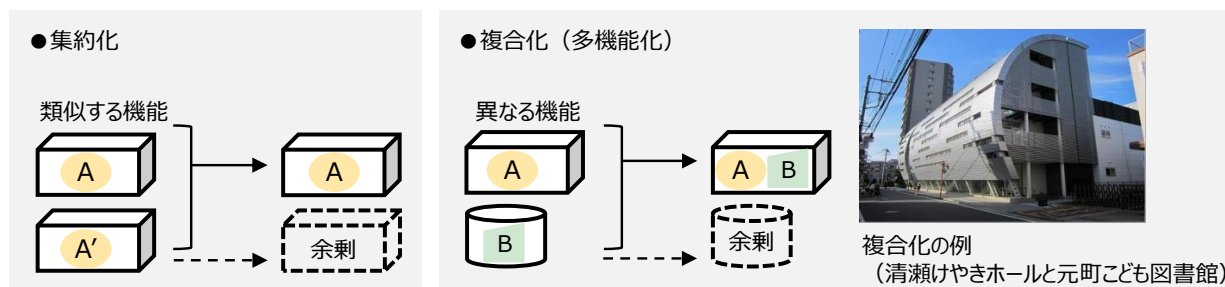 ●集約化
類似する機能
A
A
A’
余剰
●複合化（多機能化）
異なる機能
A
A B
B
余剰
複合化の例
（清瀬けやきホールと元町こども図書館）